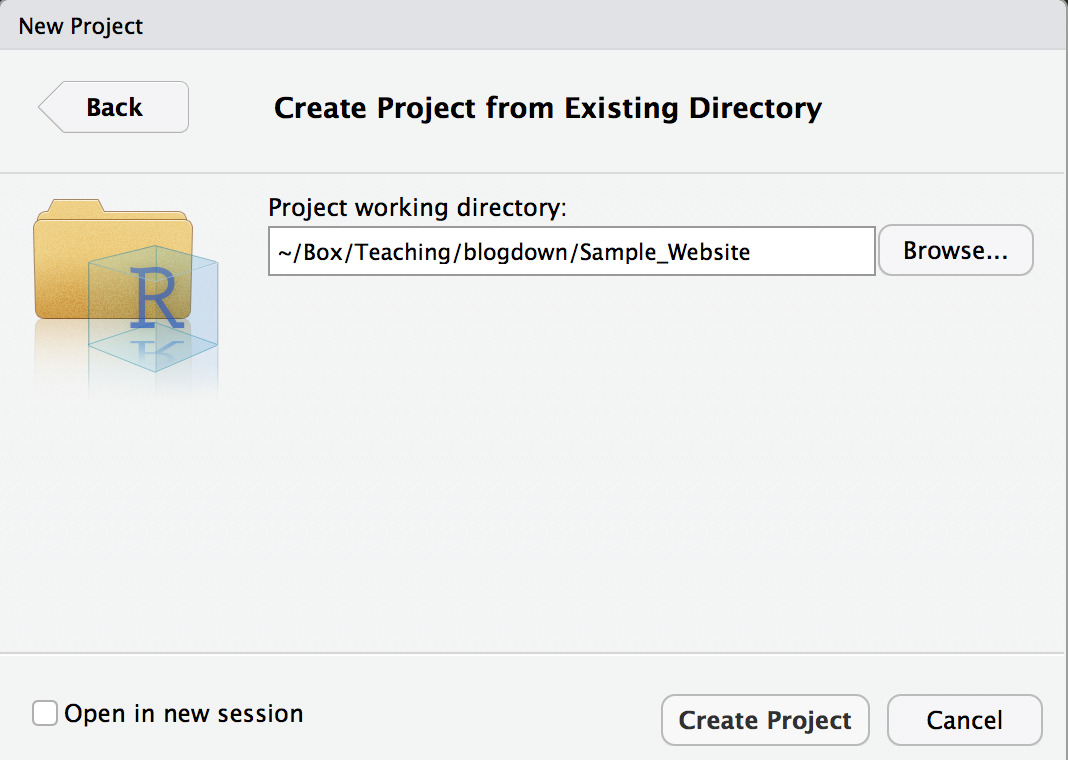 New Project
Back
Create Project from Existing Directory
Project working directory:
~/Box/Teaching/blogdown/Sample_Website
Browse...
R
Open in new session
Create Project
Cancel